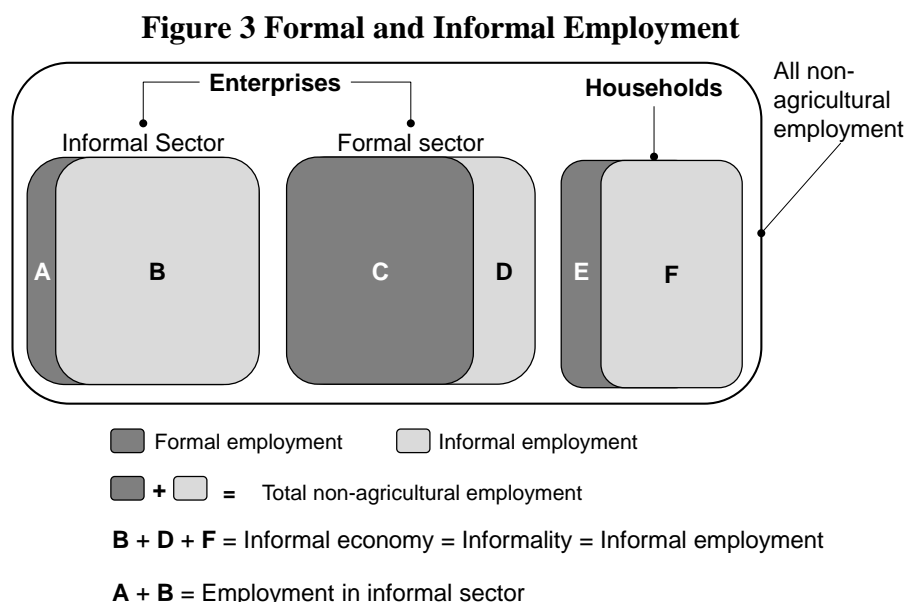 Figure 3 Formal and Informal Employment
Enterprises
Households
All non-
agricultural
employment
Informal Sector
Formal sector
A
B
C
D
E
F
Formal employment
Informal employment
+ = Total non-agricultural employment
B + D + F = Informal economy = Informality = Informal employment
A + B = Employment in informal sector